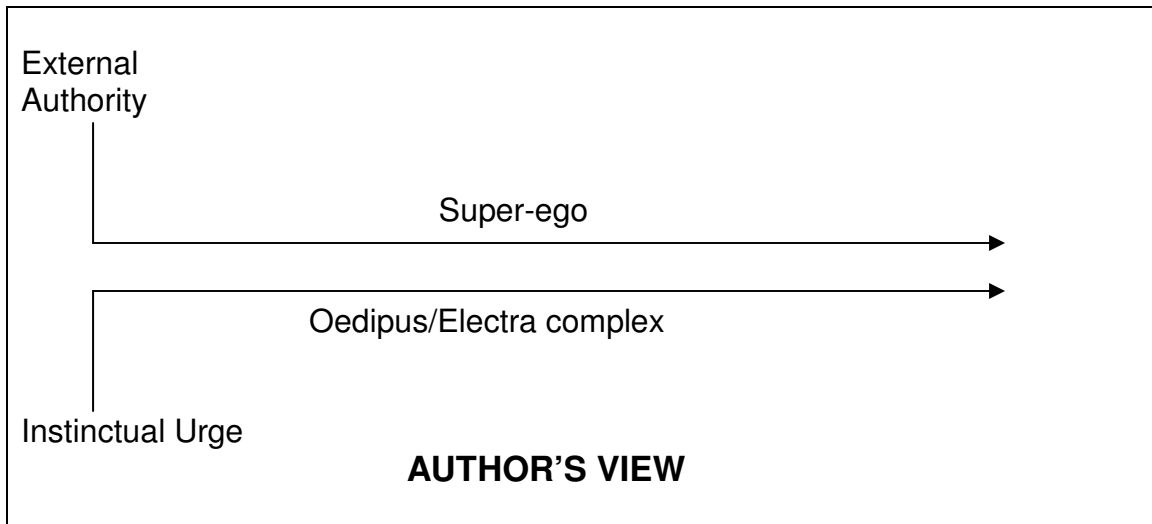 External
Authority
Super-ego
Oedipus/Electra complex
Instinctual Urge
AUTHOR'S VIEW